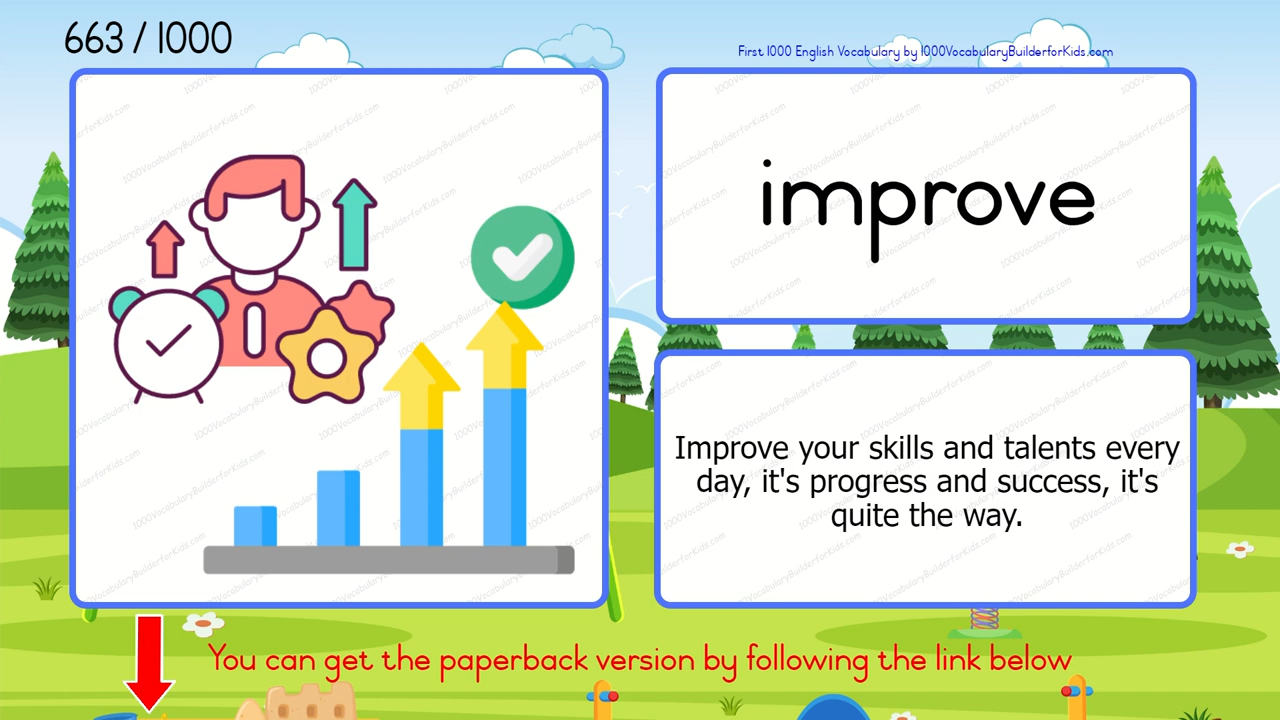 663 / 1000
First 1000 English Vocabulary by 1000VocabularyBuilderforKids.com
improve
Improve your skills and talents every
day, it's progress and success, it's
quite the way.
You can get the paperback version by following the link below